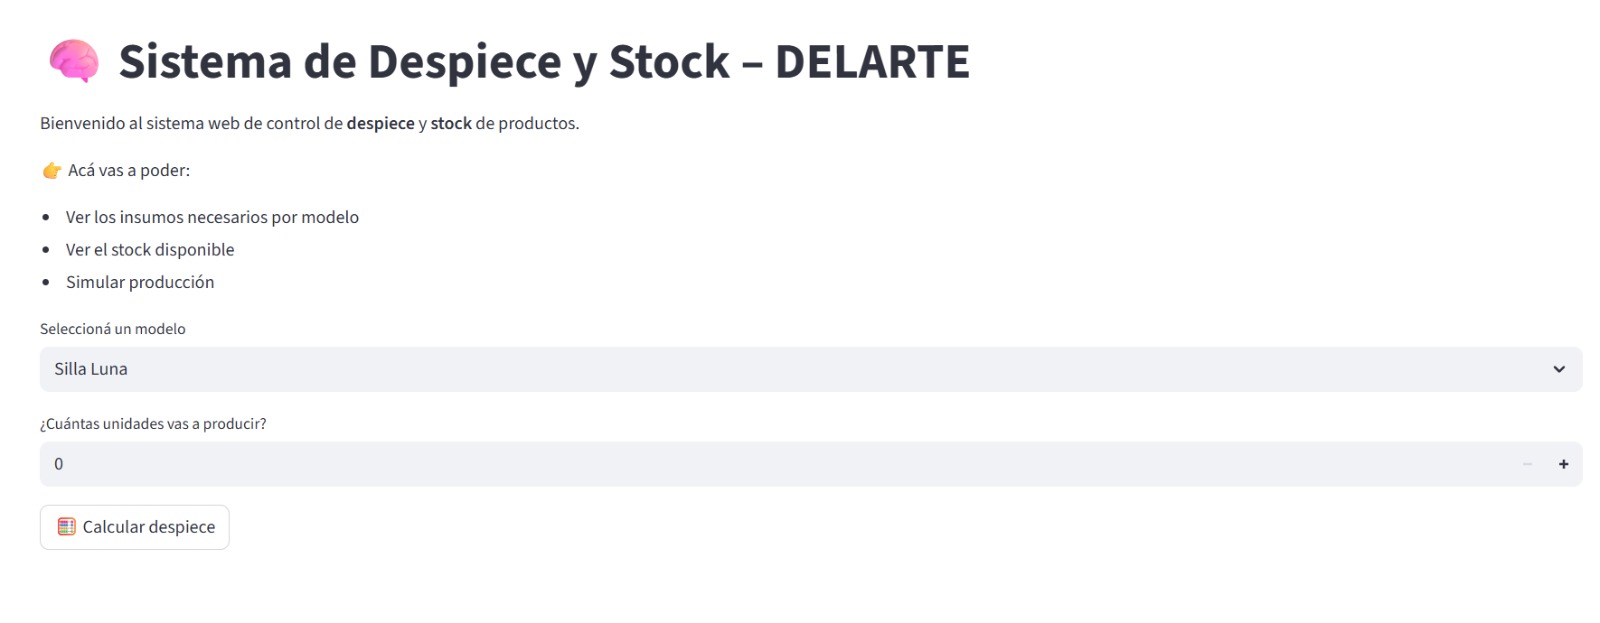 🧠 Sistema de Despiece y Stock – DELARTE
Bienvenido al sistema web de control de despiece y stock de productos.
👉 Acá vas a poder:
• Ver los insumos necesarios por modelo
• Ver el stock disponible
• Simular producción
Seleccioná un modelo
Silla Luna
¿Cuántas unidades vas a producir?
0 − +
🧮 Calcular despiece